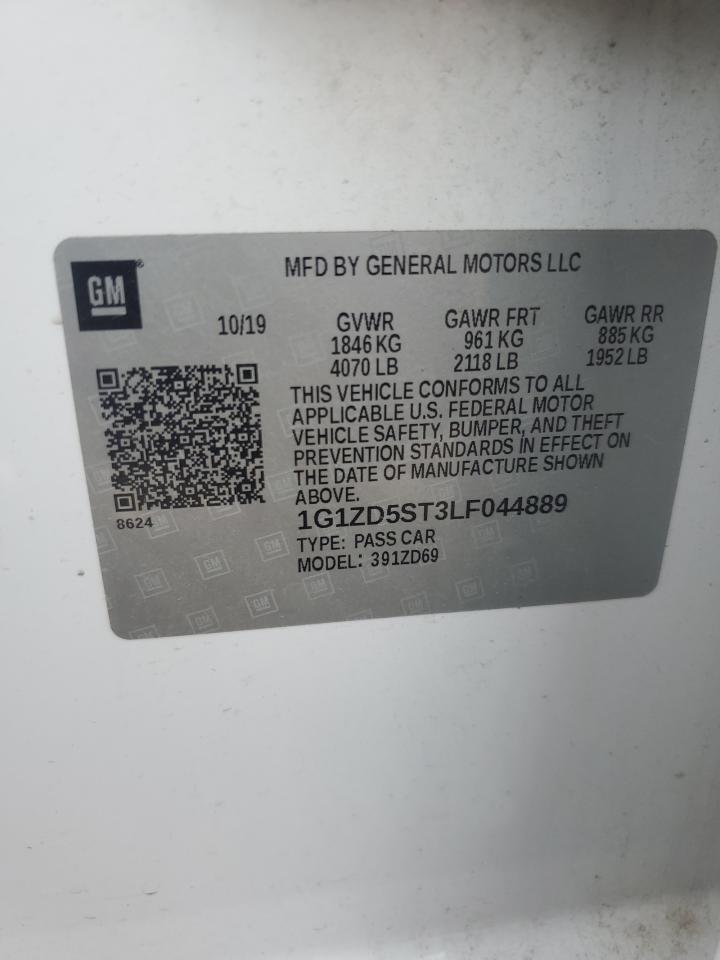 GM
MFD BY GENERAL MOTORS LLC
10/19 GVWR GAWR FRT GAWR RR
1846 KG 961 KG 885 KG
4070 LB 2118 LB 1952 LB
THIS VEHICLE CONFORMS TO ALL
APPLICABLE U.S. FEDERAL MOTOR
VEHICLE SAFETY, BUMPER, AND THEFT
PREVENTION STANDARDS IN EFFECT ON
THE DATE OF MANUFACTURE SHOWN
ABOVE.
8624
1G1ZD5ST3LF044889
TYPE: PASS CAR
MODEL: 391ZD69